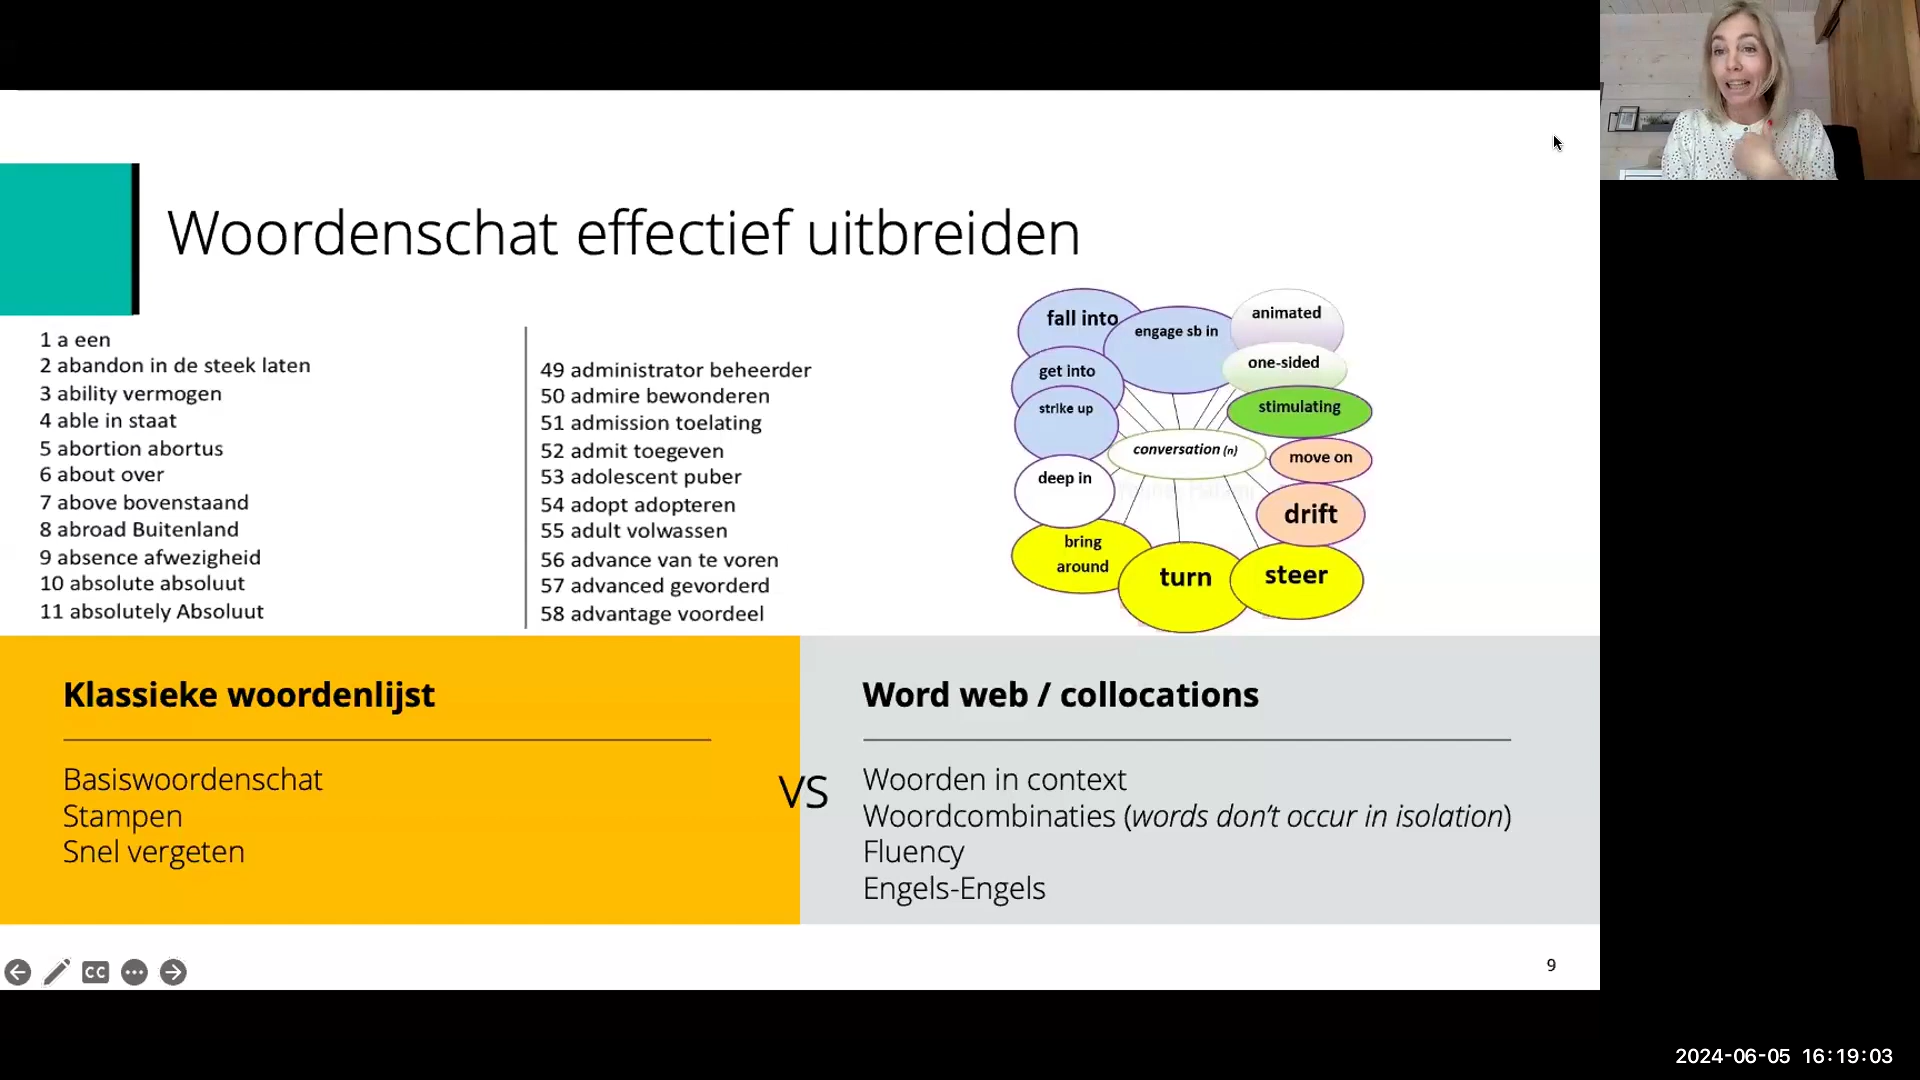 Woordenschat effectief uitbreiden
1 a een
2 abandon in de steek laten
3 ability vermogen
4 able in staat
5 abortion abortus
6 about over
7 above bovenstaand
8 abroad Buitenland
9 absence afwezigheid
10 absolute absoluut
11 absolutely Absoluut
49 administrator beheerder
50 admire bewonderen
51 admission toelating
52 admit toegeven
53 adolescent puber
54 adopt adopteren
55 adult volwassen
56 advance van te voren
57 advanced gevorderd
58 advantage voordeel
fall into
engage sb in
animated
get into
one-sided
strike up
stimulating
conversation (n)
move on
deep in
drift
bring
around
turn
steer
Klassieke woordenlijst
Basiswoordenschat
Stampen
Snel vergeten
VS
Word web / collocations
Woorden in context
Woordcombinaties (words don't occur in isolation)
Fluency
Engels-Engels
CC
9
2024-06-05 16:19:03